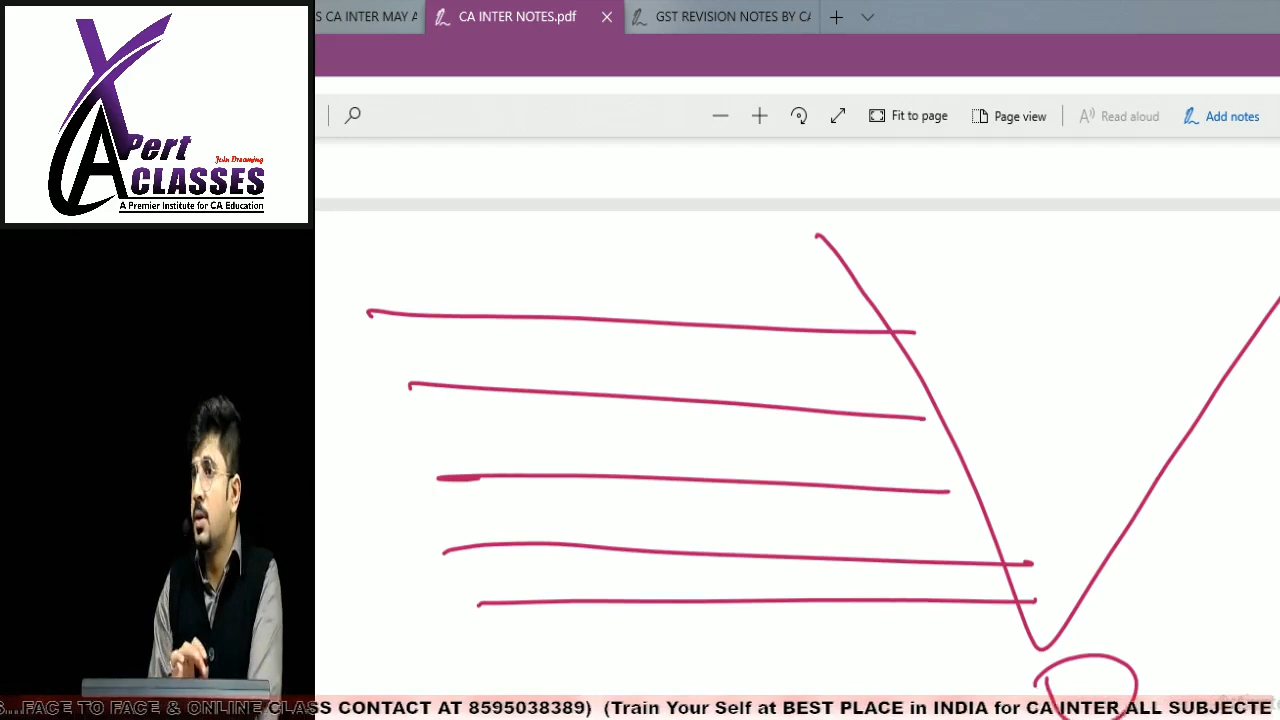 S CA INTER MAY A
CA INTER NOTES.pdf
GST REVISION NOTES BY CA
Fit to page
Page view
Read aloud
Add notes
XPert
Join Dreaming
CLASSES
A Premier Institute for CA Education
S....FACE TO FACE & ONLINE CLASS CONTACT AT 8595038389) (Train Your Self at BEST PLACE in INDIA for CA INTER ALL SUBJECTE